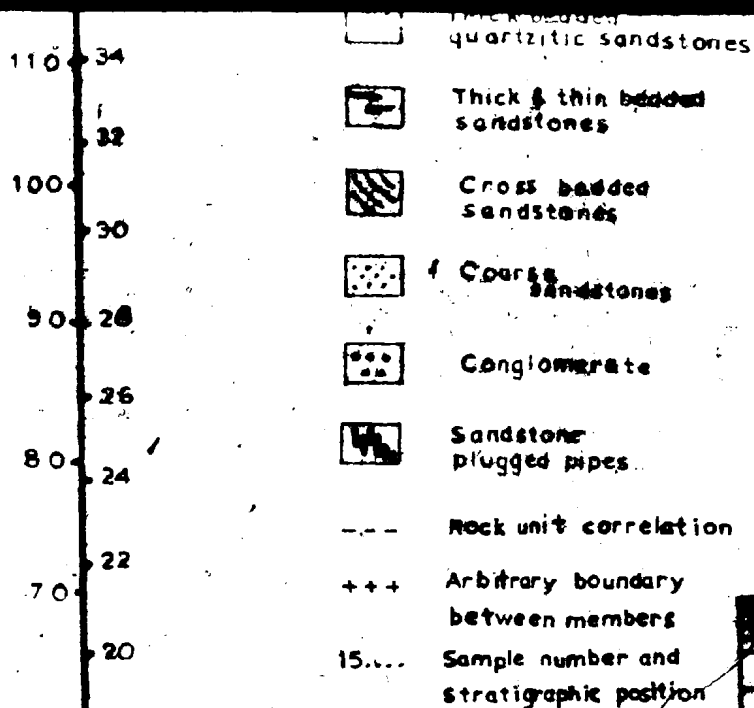 Thick bedded
quartzitic sandstones
Thick & thin bedded
sandstones
Cross bedded
sandstones
Coarse
sandstones
Conglomerate
Sandstone
plugged pipes
Rock unit correlation
+ + + Arbitrary boundary
between members
15.... Sample number and
stratigraphic position
110 34
32
100
30
90 28
26
80
24
22
70
20